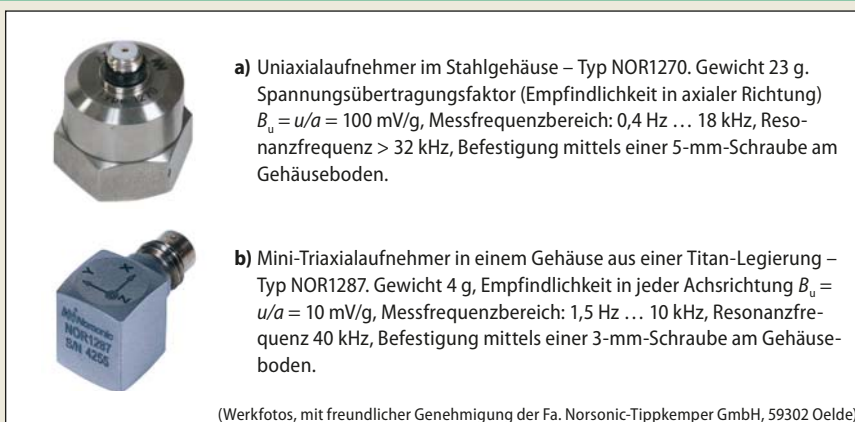 a) Uniaxialaufnehmer im Stahlgehäuse – Typ NOR1270. Gewicht 23 g.
Spannungsübertragungsfaktor (Empfindlichkeit in axialer Richtung)
Bu = u/a = 100 mV/g, Messfrequenzbereich: 0,4 Hz … 18 kHz, Reso-
nanzfrequenz > 32 kHz, Befestigung mittels einer 5-mm-Schraube am
Gehäuseboden.
Y X Z
Norsonic
NOR1287
S/N 4256
b) Mini-Triaxialaufnehmer in einem Gehäuse aus einer Titan-Legierung –
Typ NOR1287. Gewicht 4 g, Empfindlichkeit in jeder Achsrichtung Bu =
u/a = 10 mV/g, Messfrequenzbereich: 1,5 Hz … 10 kHz, Resonanzfre-
quenz 40 kHz, Befestigung mittels einer 3-mm-Schraube am Gehäuse-
boden.
(Werkfotos, mit freundlicher Genehmigung der Fa. Norsonic-Tippkemper GmbH, 59302 Oelde)